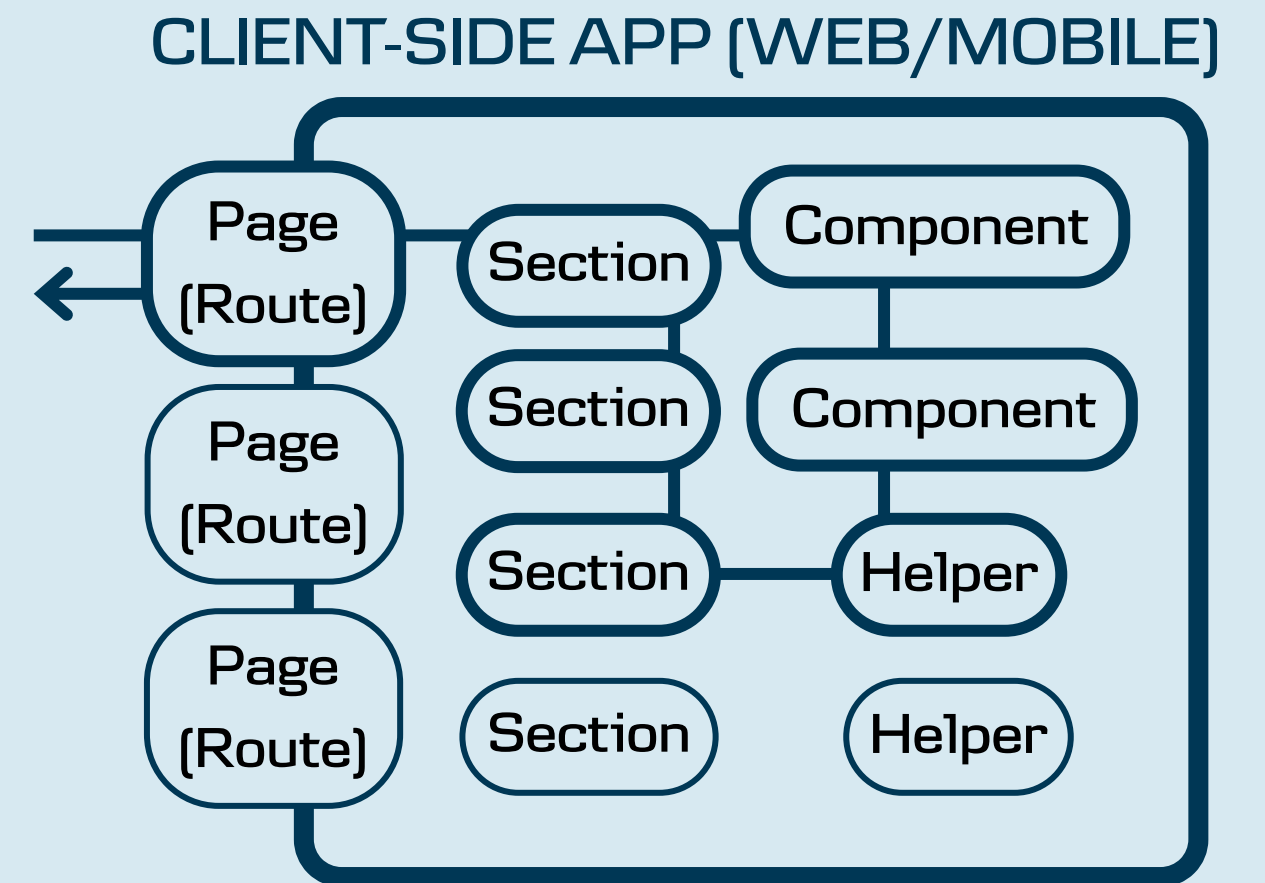 CLIENT-SIDE APP (WEB/MOBILE)
Page
(Route)
Section
Component
Section
Component
Page
(Route)
Section
Helper
Page
(Route)
Section
Helper